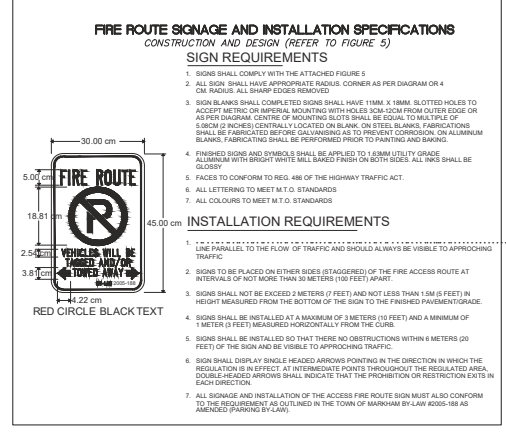 FIRE ROUTE SIGNAGE AND INSTALLATION SPECIFICATIONS
CONSTRUCTION AND DESIGN (REFER TO FIGURE 5)
SIGN REQUIREMENTS
1. SIGNS SHALL COMPLY WITH THE ATTACHED FIGURE 5
2. ALL SIGN SHALL HAVE APPROPRIATE RADIUS. CORNER AS PER DIAGRAM OR 4
CM. RADIUS. ALL SHARP EDGES REMOVED
3. SIGN BLANKS SHALL COMPLETED SIGNS SHALL HAVE 11MM. X 18MM. SLOTTED HOLES TO
ACCEPT METRIC OR IMPERIAL MOUNTING WITH HOLES 3CM-12CM FROM OUTER EDGE OR
AS PER DIAGRAM. CENTRE OF MOUNTING SLOTS SHALL BE EQUAL TO MULTIPLE OF
5.08CM (2 INCHES) CENTRALLY LOCATED ON BLANK. ON STEEL BLANKS, FABRICATIONS
SHALL BE FABRICATED BEFORE GALVANISING AS TO PREVENT CORROSION. ON ALUMINUM
BLANKS, FABRICATING SHALL BE PERFORMED PRIOR TO PAINTING AND BAKING.
4. FINISHED SIGNS AND SYMBOLS SHALL BE APPLIED TO 1.63MM UTILITY GRADE
ALUMINUM WITH BRIGHT WHITE MILL BAKED FINISH ON BOTH SIDES. ALL INKS SHALL BE
GLOSSY
5. FACES TO CONFORM TO REG. 486 OF THE HIGHWAY TRAFFIC ACT.
6. ALL LETTERING TO MEET M.T.O. STANDARDS
7. ALL COLOURS TO MEET M.T.O. STANDARDS
30.00 cm
5.00 cm
18.81 cm
2.54 cm
3.81 cm
4.22 cm
45.00 cm
FIRE ROUTE
P
VEHICLES WILL BE
TAGGED AND/OR
TOWED AWAY
BY-LAW 2005-188
RED CIRCLE BLACK TEXT
INSTALLATION REQUIREMENTS
1.
LINE PARALLEL TO THE FLOW OF TRAFFIC AND SHOULD ALWAYS BE VISIBLE TO APPROCHING
TRAFFIC
2. SIGNS TO BE PLACED ON EITHER SIDES (STAGGERED) OF THE FIRE ACCESS ROUTE AT
INTERVALS OF NOT MORE THAN 30 METERS (100 FEET) APART.
3. SIGNS SHALL NOT BE EXCEED 2 METERS (7 FEET) AND NOT LESS THAN 1.5M (5 FEET) IN
HEIGHT MEASURED FROM THE BOTTOM OF THE SIGN TO THE FINISHED PAVEMENT/GRADE.
4. SIGNS SHALL BE INSTALLED AT A MAXIMUM OF 3 METERS (10 FEET) AND A MINIMUM OF
1 METER (3 FEET) MEASURED HORIZONTALLY FROM THE CURB.
5. SIGNS SHALL BE INSTALLED SO THAT THERE NO OBSTRUCTIONS WITHIN 6 METERS (20
FEET) OF THE SIGN AND BE VISIBLE TO APPROCHING TRAFFIC.
6. SIGN SHALL DISPLAY SINGLE HEADED ARROWS POINTING IN THE DIRECTION IN WHICH THE
REGULATION IS IN EFFECT. AT INTERMEDIATE POINTS THROUGHOUT THE REGULATED AREA,
DOUBLE-HEADED ARROWS SHALL INDICATE THAT THE PROHIBITION OR RESTRICTION EXITS IN
EACH DIRECTION.
7. ALL SIGNAGE AND INSTALLATION OF THE ACCESS FIRE ROUTE SIGN MUST ALSO CONFORM
TO THE REQUIREMENT AS OUTLINED IN THE TOWN OF MARKHAM BY-LAW #2005-188 AS
AMENDED (PARKING BY-LAW).